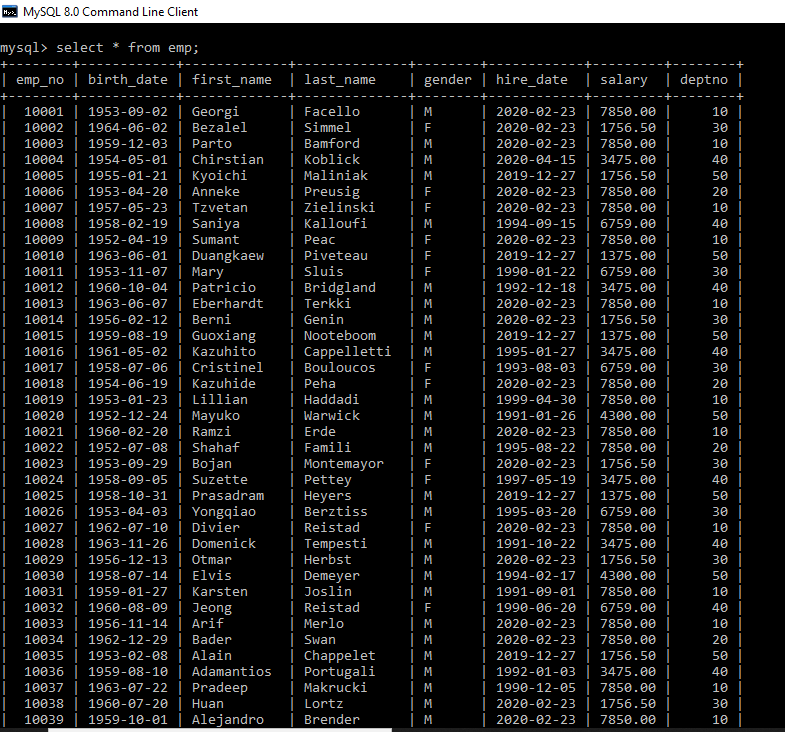 MySQL 8.0 Command Line Client
mysql> select * from emp;
+--------+------------+-------------+--------------+--------+------------+---------+--------+
| emp_no | birth_date | first_name  | last_name    | gender | hire_date  | salary  | deptno |
+--------+------------+-------------+--------------+--------+------------+---------+--------+
|  10001 | 1953-09-02 | Georgi      | Facello      | M      | 2020-02-23 | 7850.00 |     10 |
|  10002 | 1964-06-02 | Bezalel     | Simmel       | F      | 2020-02-23 | 1756.50 |     30 |
|  10003 | 1959-12-03 | Parto       | Bamford      | M      | 2020-02-23 | 7850.00 |     10 |
|  10004 | 1954-05-01 | Chirstian   | Koblick      | M      | 2020-04-15 | 3475.00 |     40 |
|  10005 | 1955-01-21 | Kyoichi     | Maliniak     | M      | 2019-12-27 | 1756.50 |     50 |
|  10006 | 1953-04-20 | Anneke      | Preusig      | F      | 2020-02-23 | 7850.00 |     20 |
|  10007 | 1957-05-23 | Tzvetan     | Zielinski    | F      | 2020-02-23 | 7850.00 |     10 |
|  10008 | 1958-02-19 | Saniya      | Kalloufi     | M      | 1994-09-15 | 6759.00 |     40 |
|  10009 | 1952-04-19 | Sumant      | Peac         | F      | 2020-02-23 | 7850.00 |     10 |
|  10010 | 1963-06-01 | Duangkaew   | Piveteau     | F      | 2019-12-27 | 1375.00 |     50 |
|  10011 | 1953-11-07 | Mary        | Sluis        | F      | 1990-01-22 | 6759.00 |     30 |
|  10012 | 1960-10-04 | Patricio    | Bridgland    | M      | 1992-12-18 | 3475.00 |     40 |
|  10013 | 1963-06-07 | Eberhardt   | Terkki       | M      | 2020-02-23 | 7850.00 |     10 |
|  10014 | 1956-02-12 | Berni       | Genin        | M      | 2020-02-23 | 1756.50 |     30 |
|  10015 | 1959-08-19 | Guoxiang    | Nooteboom    | M      | 2019-12-27 | 1375.00 |     50 |
|  10016 | 1961-05-02 | Kazuhito    | Cappelletti  | M      | 1995-01-27 | 3475.00 |     40 |
|  10017 | 1958-07-06 | Cristinel   | Bouloucos    | F      | 1993-08-03 | 6759.00 |     30 |
|  10018 | 1954-06-19 | Kazuhide    | Peha         | F      | 2020-02-23 | 7850.00 |     20 |
|  10019 | 1953-01-23 | Lillian     | Haddadi      | M      | 1999-04-30 | 7850.00 |     10 |
|  10020 | 1952-12-24 | Mayuko      | Warwick      | M      | 1991-01-26 | 4300.00 |     50 |
|  10021 | 1960-02-20 | Ramzi       | Erde         | M      | 2020-02-23 | 7850.00 |     10 |
|  10022 | 1952-07-08 | Shahaf      | Famili       | M      | 1995-08-22 | 7850.00 |     20 |
|  10023 | 1953-09-29 | Bojan       | Montemayor   | F      | 2020-02-23 | 1756.50 |     30 |
|  10024 | 1958-09-05 | Suzette     | Pettey       | F      | 1997-05-19 | 3475.00 |     40 |
|  10025 | 1958-10-31 | Prasadram   | Heyers       | M      | 2019-12-27 | 1375.00 |     50 |
|  10026 | 1953-04-03 | Yongqiao    | Berztiss     | M      | 1995-03-20 | 6759.00 |     30 |
|  10027 | 1962-07-10 | Divier      | Reistad      | F      | 2020-02-23 | 7850.00 |     10 |
|  10028 | 1963-11-26 | Domenick    | Tempesti     | M      | 1991-10-22 | 3475.00 |     40 |
|  10029 | 1956-12-13 | Otmar       | Herbst       | M      | 2020-02-23 | 1756.50 |     30 |
|  10030 | 1958-07-14 | Elvis       | Demeyer      | M      | 1994-02-17 | 4300.00 |     50 |
|  10031 | 1959-01-27 | Karsten     | Joslin       | M      | 1991-09-01 | 7850.00 |     10 |
|  10032 | 1960-08-09 | Jeong       | Reistad      | F      | 1990-06-20 | 6759.00 |     40 |
|  10033 | 1956-11-14 | Arif        | Merlo        | M      | 2020-02-23 | 7850.00 |     10 |
|  10034 | 1962-12-29 | Bader       | Swan         | M      | 2020-02-23 | 7850.00 |     20 |
|  10035 | 1953-02-08 | Alain       | Chappelet    | M      | 2019-12-27 | 1756.50 |     50 |
|  10036 | 1959-08-10 | Adamantios  | Portugali    | M      | 1992-01-03 | 3475.00 |     40 |
|  10037 | 1963-07-22 | Pradeep     | Makrucki     | M      | 1990-12-05 | 7850.00 |     10 |
|  10038 | 1960-07-20 | Huan        | Lortz        | M      | 2020-02-23 | 1756.50 |     30 |
|  10039 | 1959-10-01 | Alejandro   | Brender      | M      | 2020-02-23 | 7850.00 |     10 |